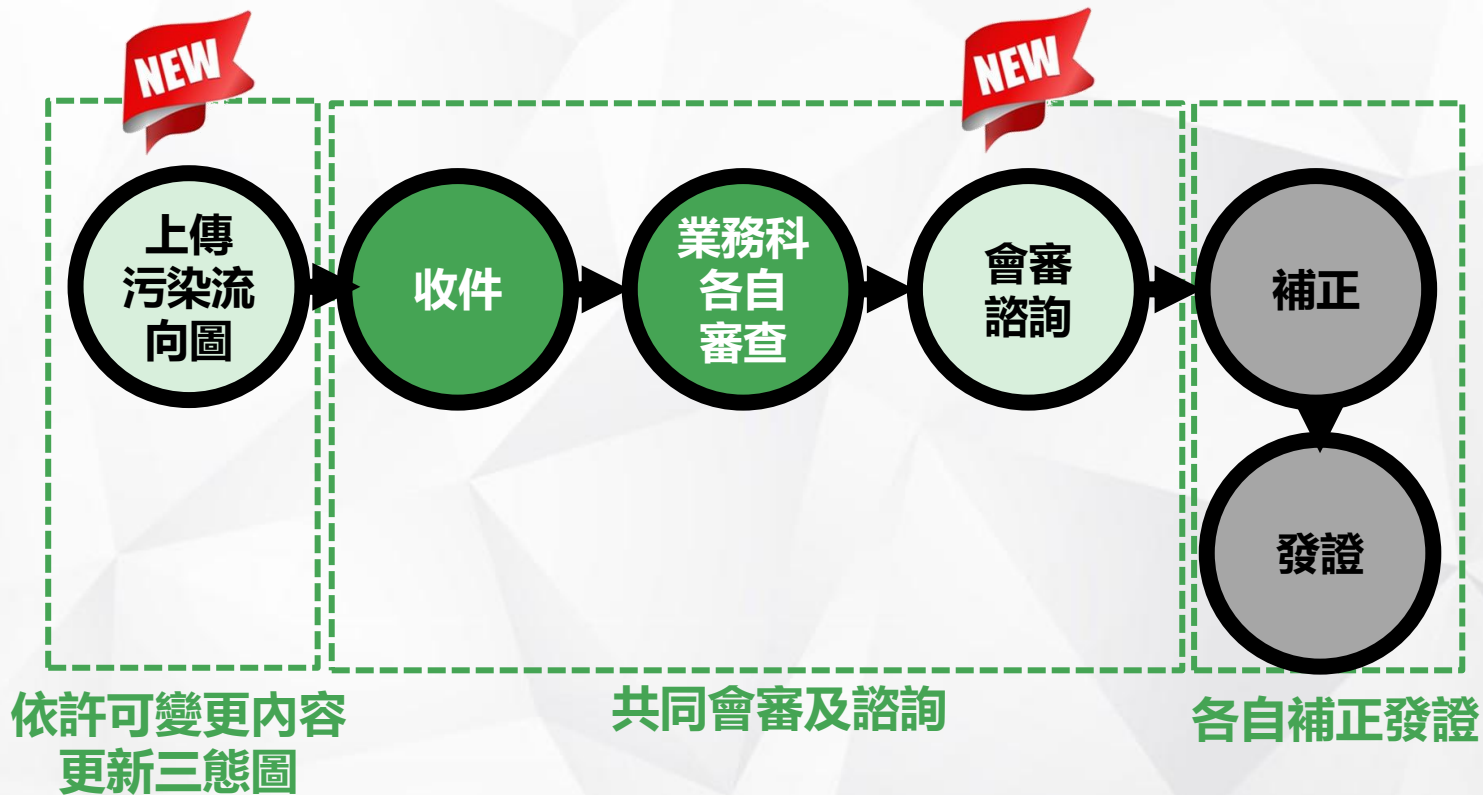 NEW
NEW
上傳
污染流
向圖
收件
業務科
各自
審查
會審
諮詢
補正
發證
依許可變更內容
更新三態圖
共同會審及諮詢
各自補正發證